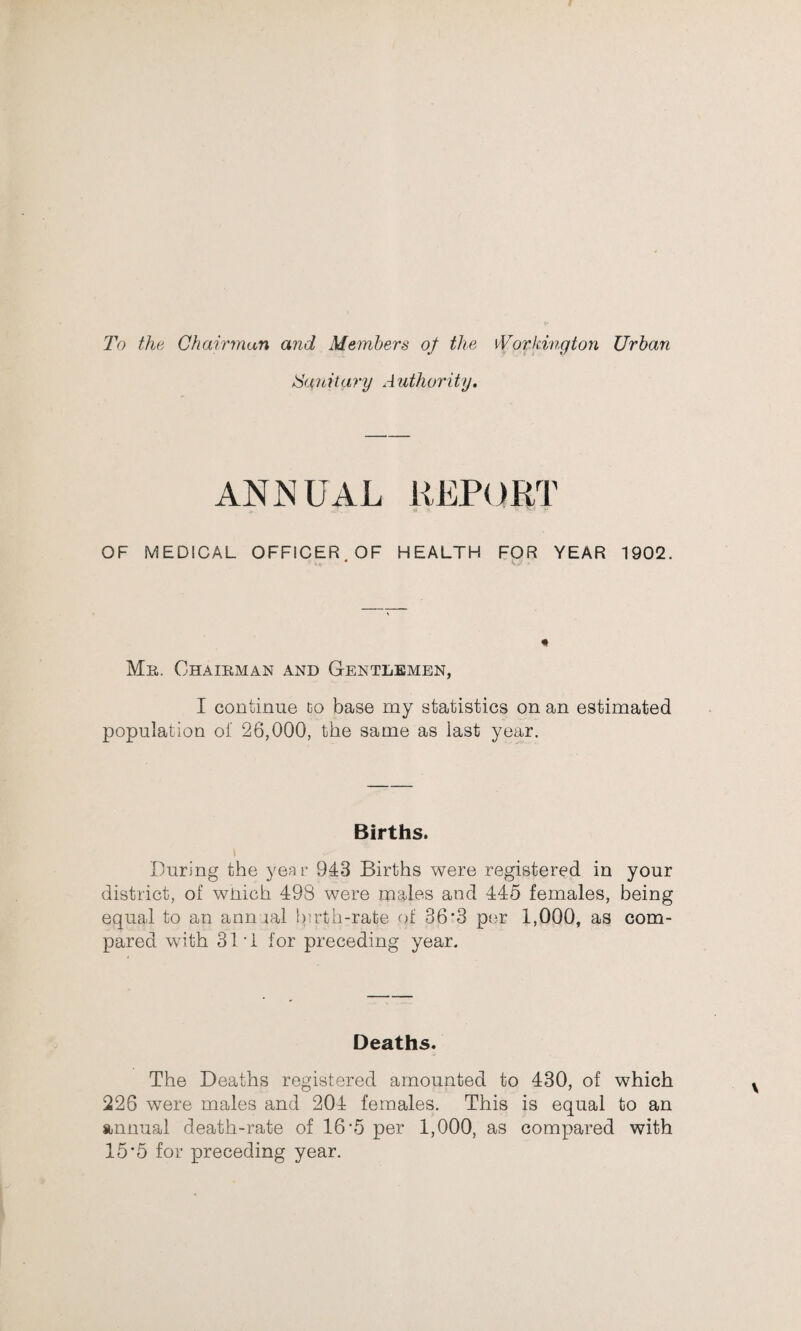 To the Chairman and Members of the Workington Urban
Sanitary Authority.
ANNUAL REPORT
OF MEDICAL OFFICER. OF HEALTH FOR YEAR 1902.
MR. CHAIRMAN AND GENTLEMEN,
I continue to base my statistics on an estimated
population of 26,000, the same as last year.
Births.
During the year 943 Births were registered in your
district, of which 498 were males and 445 females, being
equal to an annual birth-rate of 36·3 per 1,000, as com-
pared with 31·1 for preceding year.
Deaths.
The Deaths registered amounted to 430, of which
226 were males and 204 females. This is equal to an
annual death-rate of 16·5 per 1,000, as compared with
15·5 for preceding year.